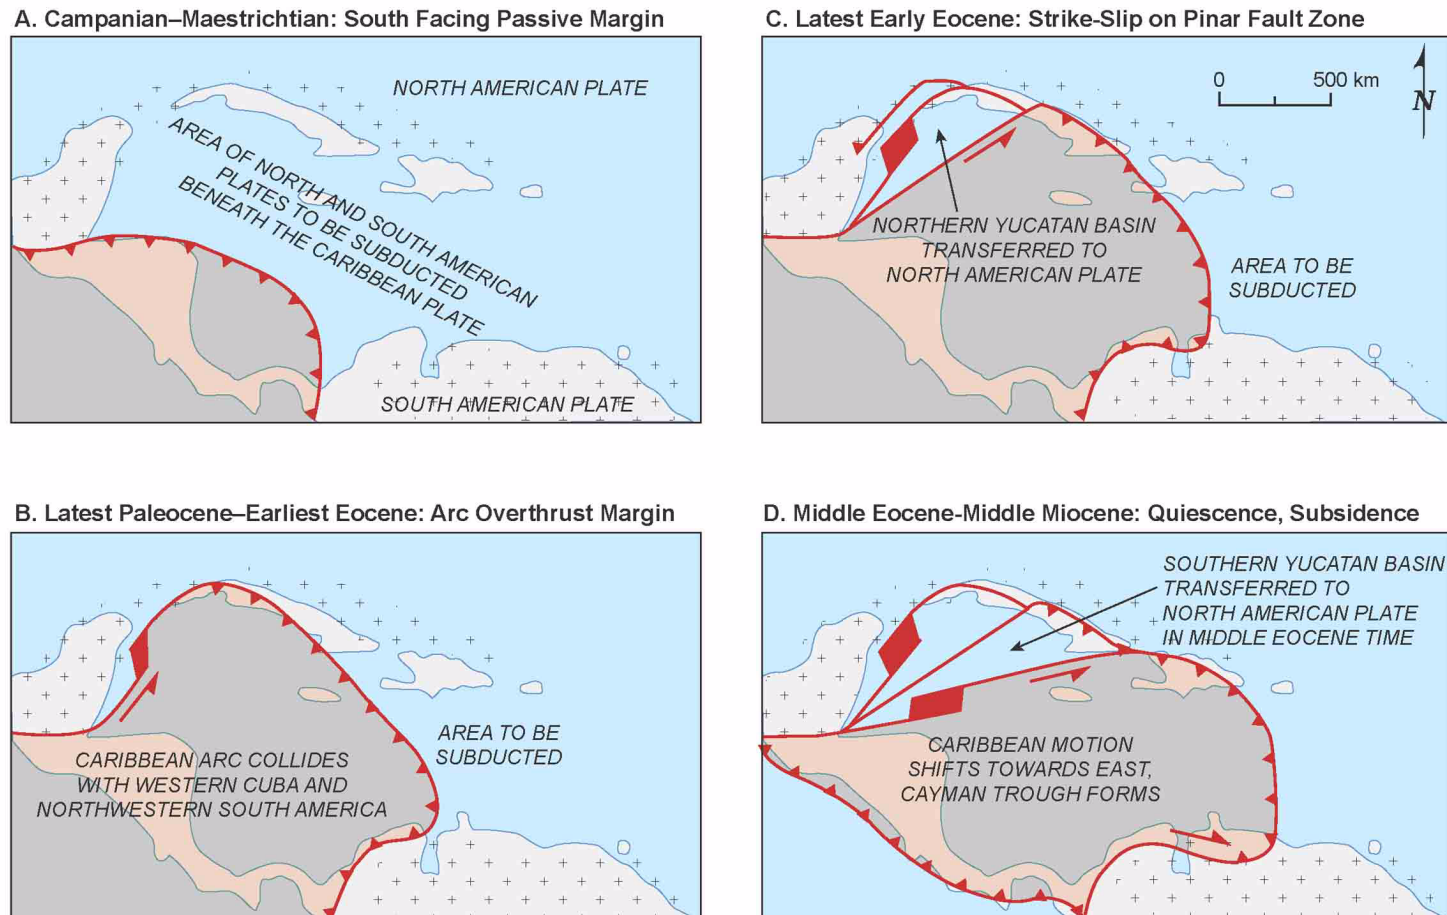 A. Campanian–Maestrichtian: South Facing Passive Margin
NORTH AMERICAN PLATE
AREA OF NORTH AND SOUTH AMERICAN
PLATES TO BE SUBDUCTED
BENEATH THE CARIBBEAN PLATE
SOUTH AMERICAN PLATE
C. Latest Early Eocene: Strike-Slip on Pinar Fault Zone
0 500 km
N
NORTHERN YUCATAN BASIN
TRANSFERRED TO
NORTH AMERICAN PLATE
AREA TO BE
SUBDUCTED
B. Latest Paleocene–Earliest Eocene: Arc Overthrust Margin
AREA TO BE
SUBDUCTED
CARIBBEAN ARC COLLIDES
WITH WESTERN CUBA AND
NORTHWESTERN SOUTH AMERICA
D. Middle Eocene-Middle Miocene: Quiescence, Subsidence
SOUTHERN YUCATAN BASIN
TRANSFERRED TO
NORTH AMERICAN PLATE
IN MIDDLE EOCENE TIME
CARIBBEAN MOTION
SHIFTS TOWARDS EAST,
CAYMAN TROUGH FORMS